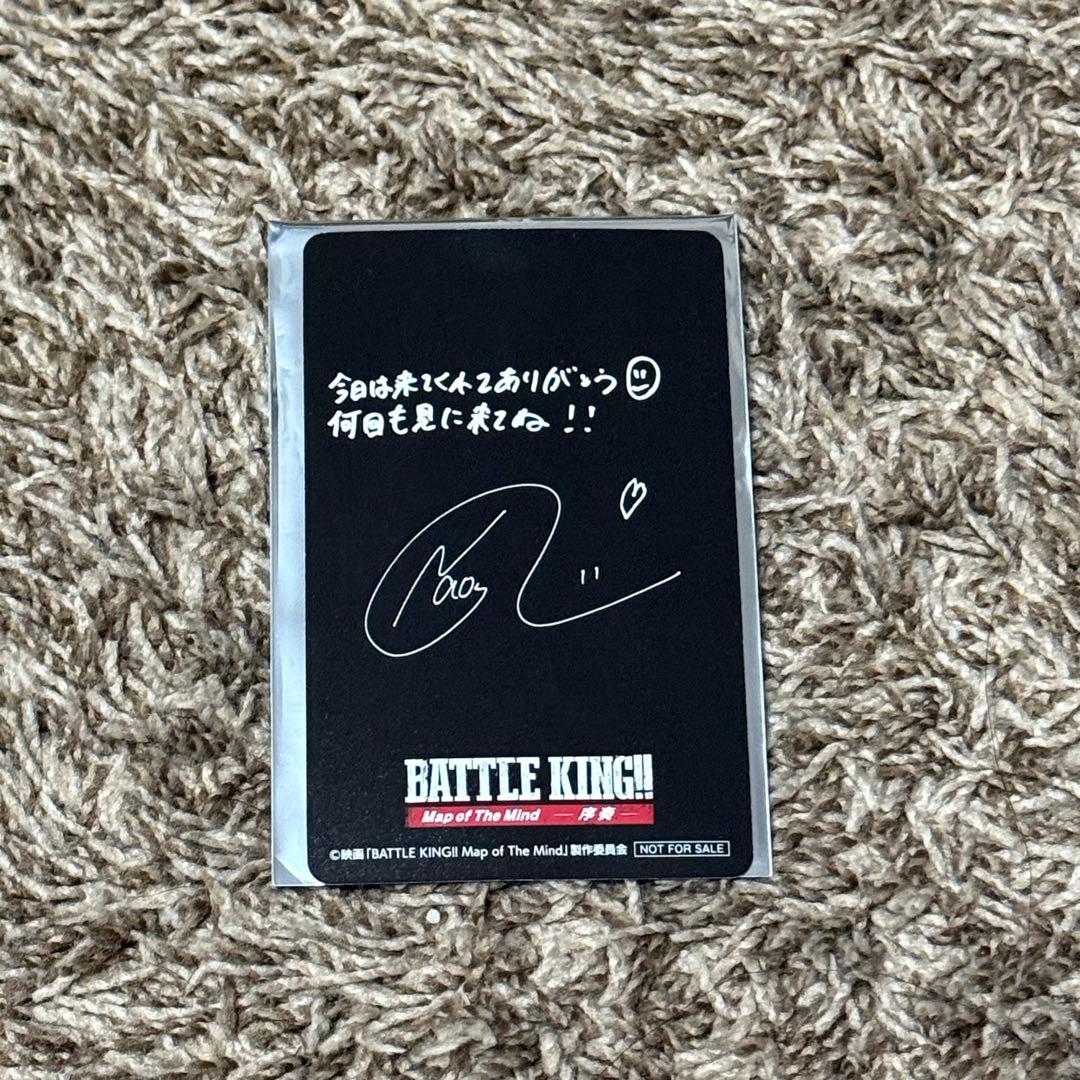 今日は来てくれてありがとう
何回も見に来てね!!
Naoy
BATTLE KING!!
Map of The Mind ― 序奏 ―
©映画「BATTLE KING!! Map of The Mind」製作委員会 NOT FOR SALE